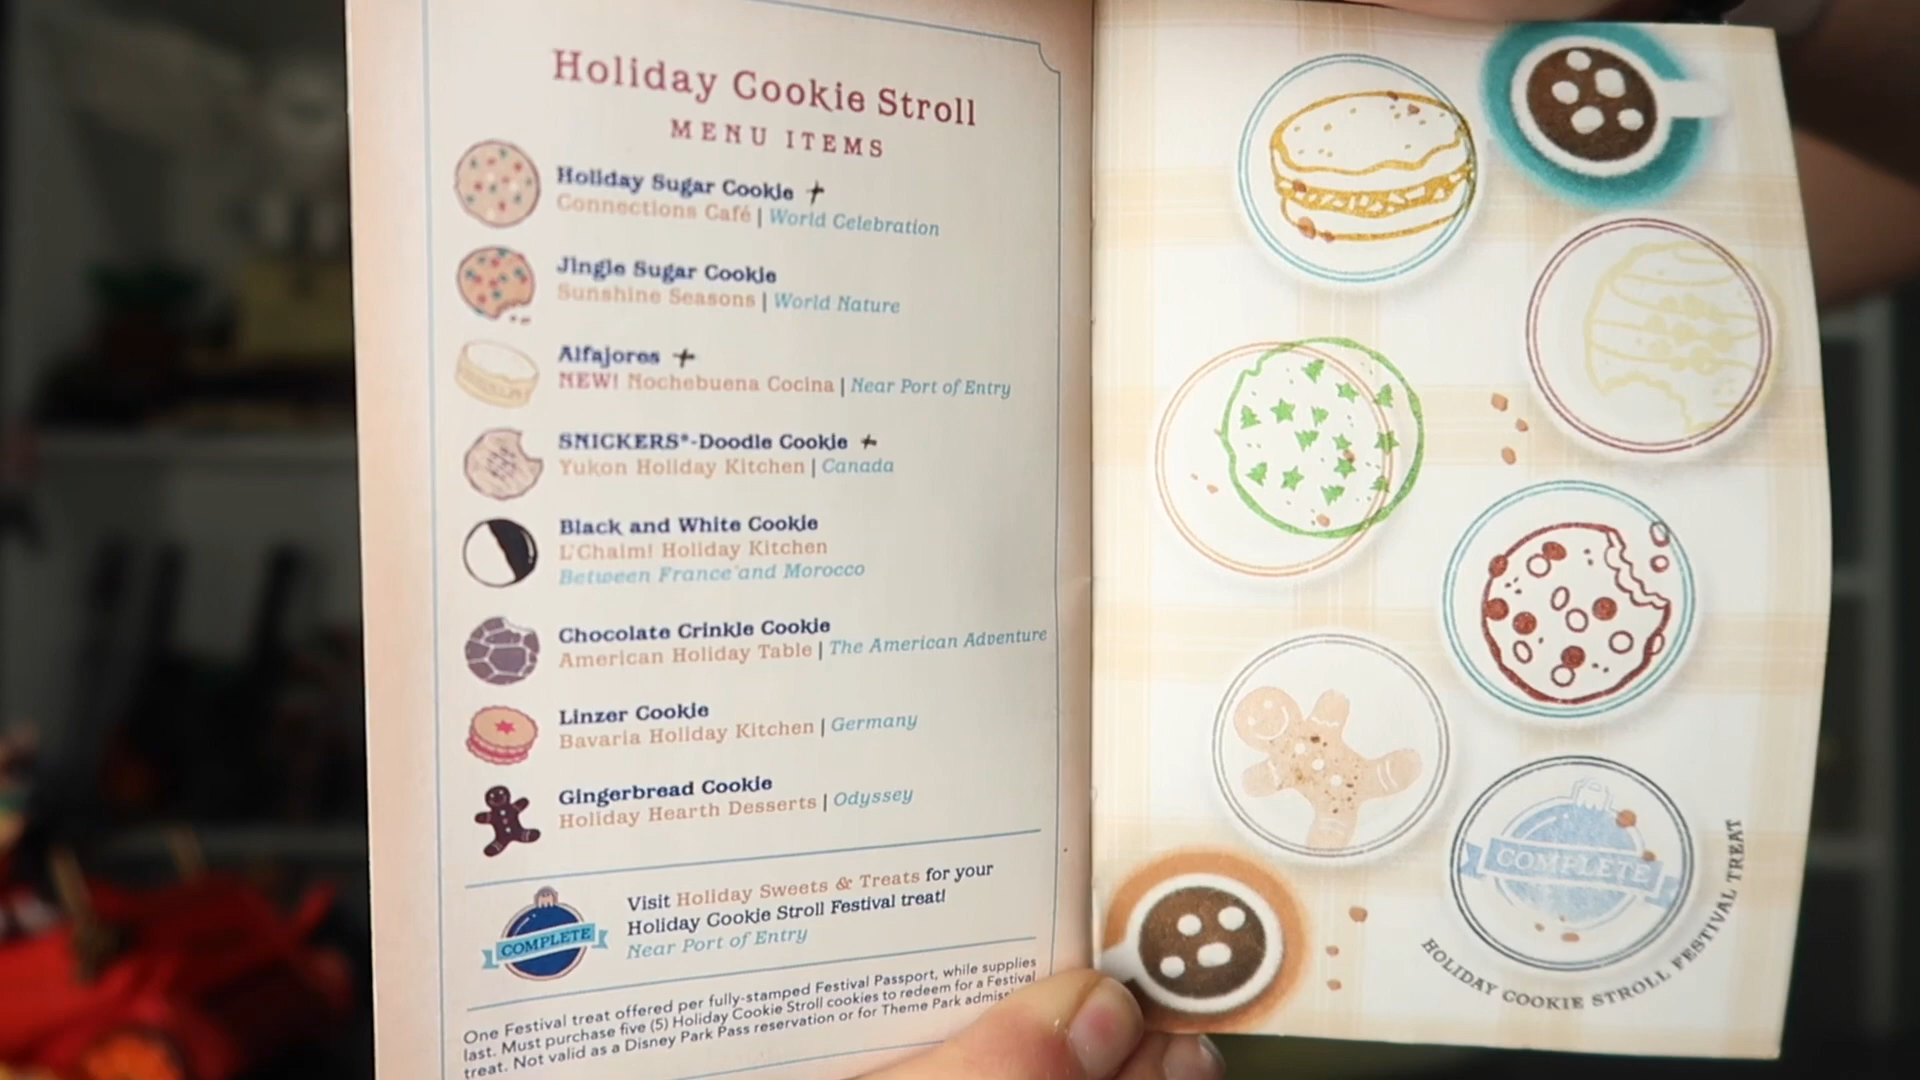 Holiday Cookie Stroll
MENU ITEMS
Holiday Sugar Cookie +
Connections Café | World Celebration
Jingle Sugar Cookie
Sunshine Seasons | World Nature
Alfajores +
NEW! Nochebuena Cocina | Near Port of Entry
SNICKERS®-Doodle Cookie +
Yukon Holiday Kitchen | Canada
Black and White Cookie
L'Chaim! Holiday Kitchen
Between France and Morocco
Chocolate Crinkle Cookie
American Holiday Table | The American Adventure
Linzer Cookie
Bavaria Holiday Kitchen | Germany
Gingerbread Cookie
Holiday Hearth Desserts | Odyssey
COMPLETE
Visit Holiday Sweets & Treats for your
Holiday Cookie Stroll Festival treat!
Near Port of Entry
One Festival treat offered per fully-stamped Festival Passport, while supplies
last. Must purchase five (5) Holiday Cookie Stroll cookies to redeem for a Festival
treat. Not valid as a Disney Park Pass reservation or for Theme Park
COMPLETE
HOLIDAY COOKIE STROLL FESTIVAL TREAT